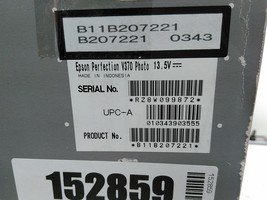 B11B207221
B207221 0343
Epson Perfection V370 Photo 13.5V
MADE IN INDONESIA
SERIAL No.
*RZ8W099872*
UPC-A
010343903555
PRODUCT No.
*B11B207221*
152859
152859